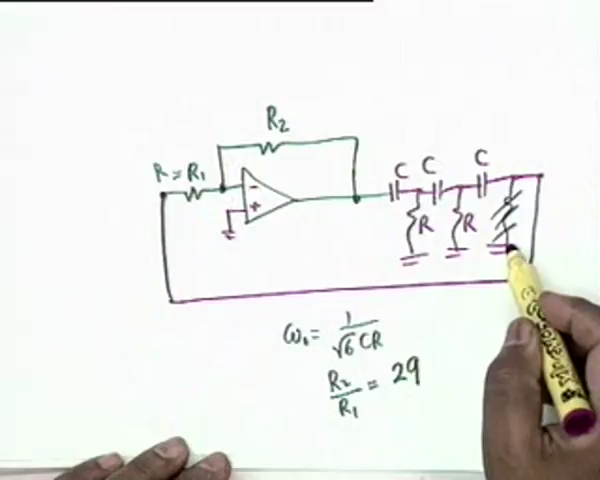 R₂
R = R₁
C C C
-
+
R R
ω₀ = 1/√6 CR
R₂/R₁ = 29